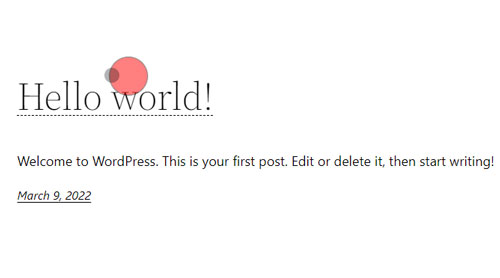 Hello world!
Welcome to WordPress. This is your first post. Edit or delete it, then start writing!
March 9, 2022